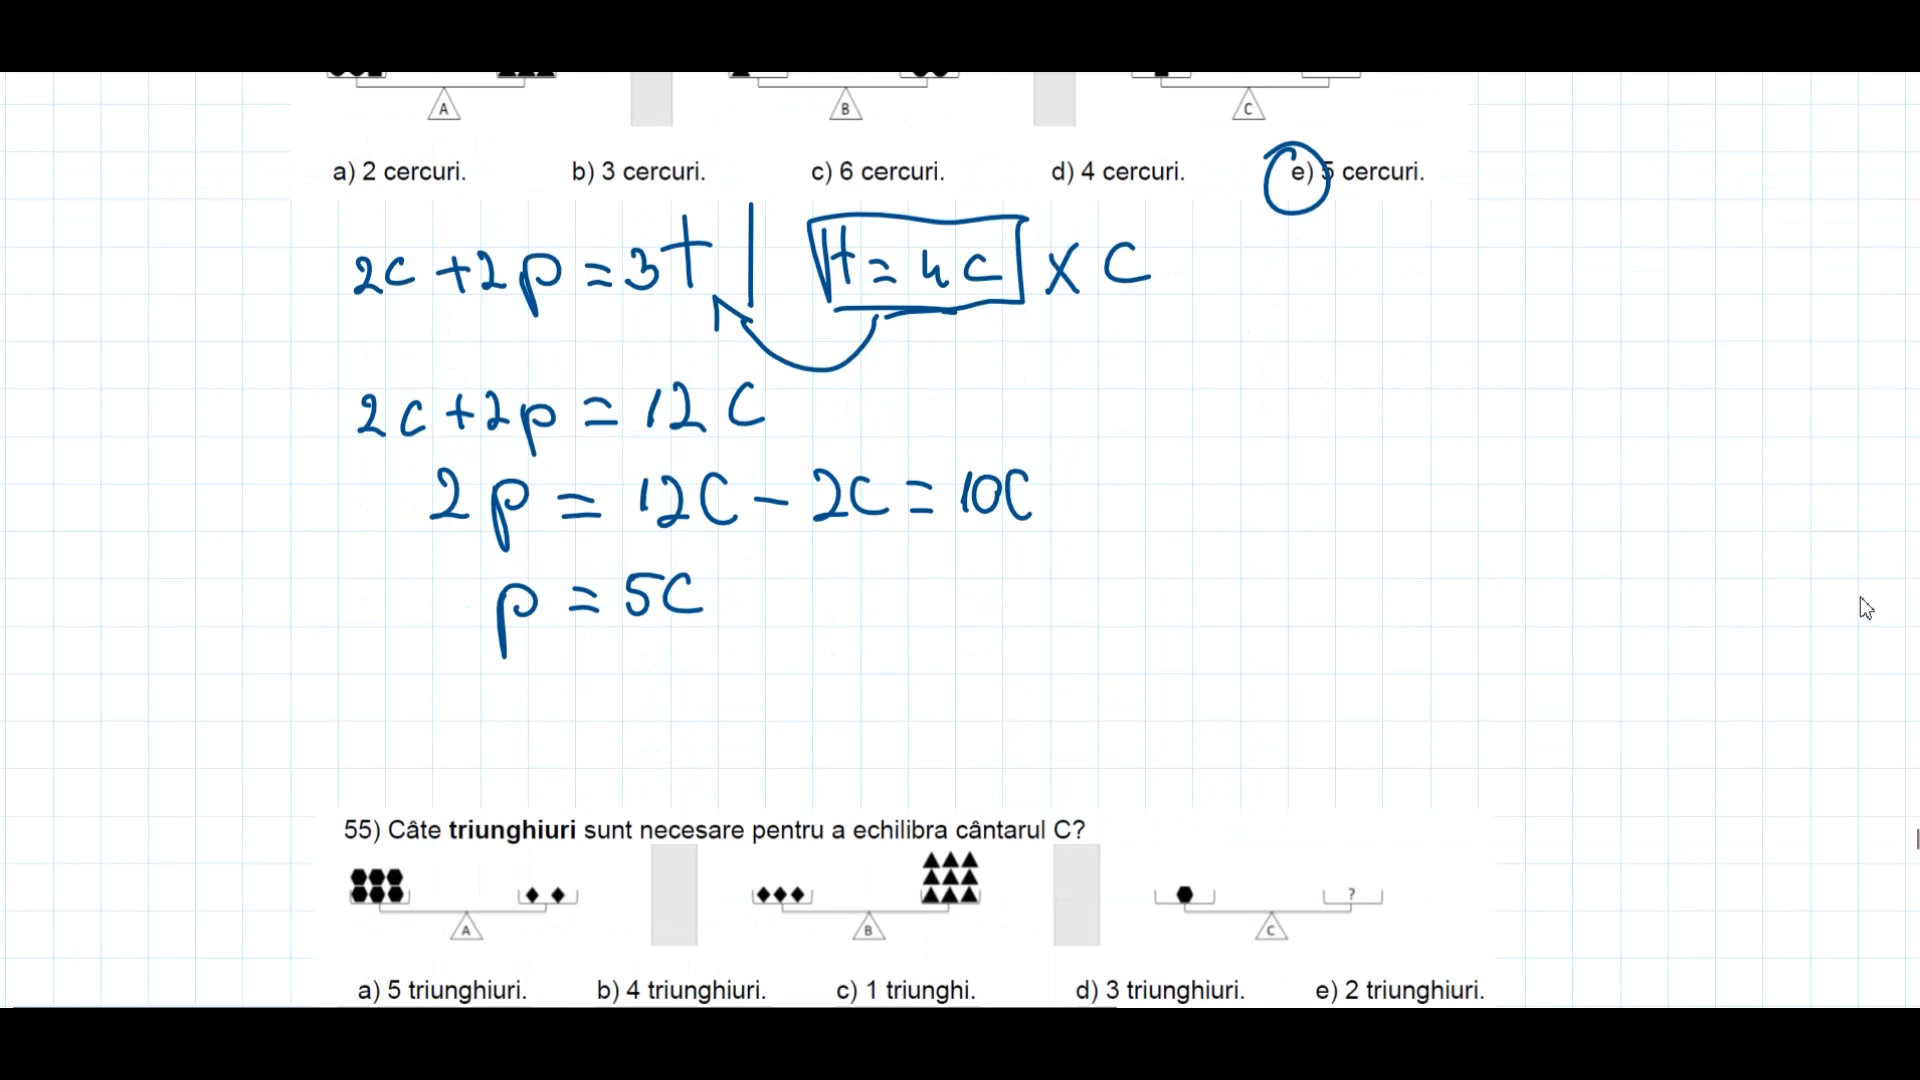 A B C
a) 2 cercuri. b) 3 cercuri. c) 6 cercuri. d) 4 cercuri. e) 5 cercuri.
2c + 2p = 3t | t = 4c x c
2c + 2p = 12c
2p = 12c - 2c = 10c
p = 5c
55) Câte triunghiuri sunt necesare pentru a echilibra cântarul C?
?
A B C
a) 5 triunghiuri. b) 4 triunghiuri. c) 1 triunghi. d) 3 triunghiuri. e) 2 triunghiuri.